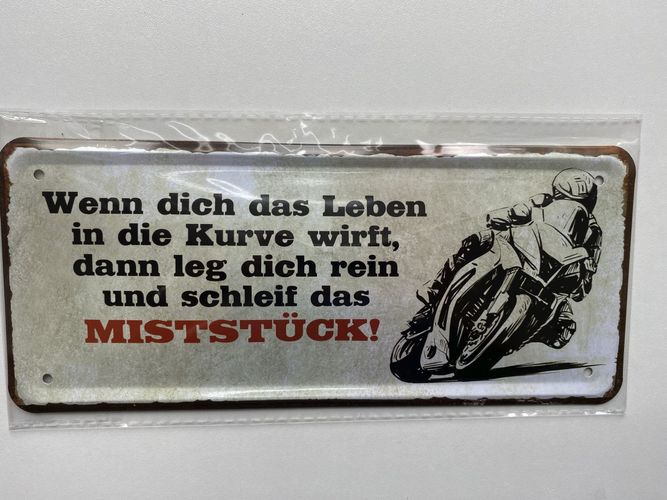 Wenn dich das Leben
in die Kurve wirft,
dann leg dich rein
und schleif das
MISTSTÜCK!